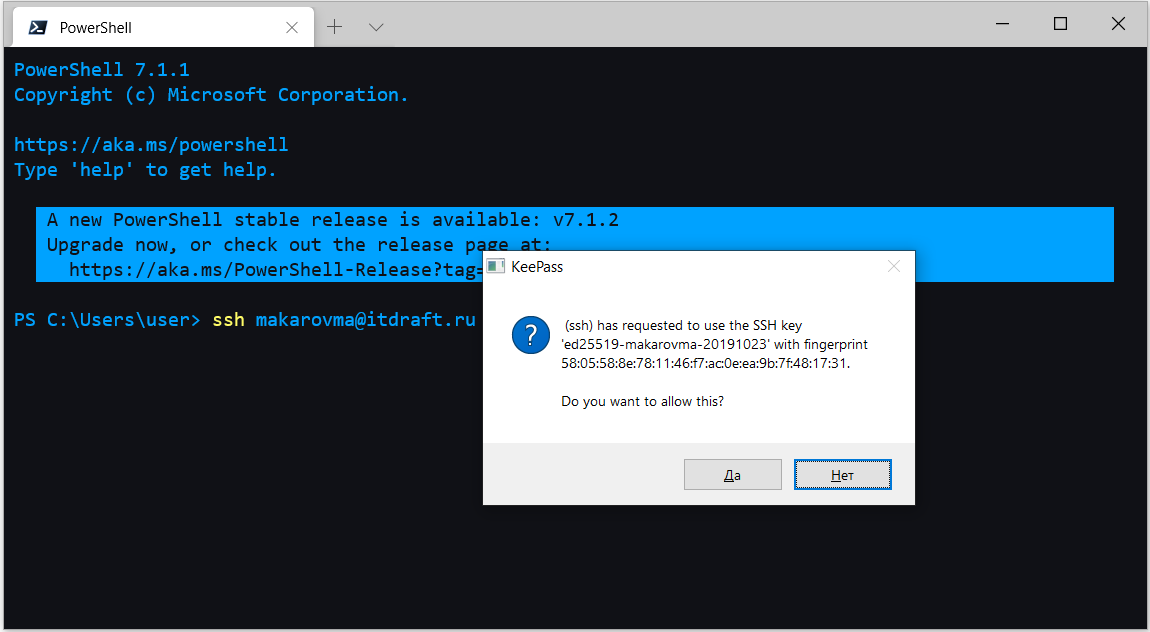 PowerShell
PowerShell 7.1.1
Copyright (c) Microsoft Corporation.
https://aka.ms/powershell
Type 'help' to get help.
A new PowerShell stable release is available: v7.1.2
Upgrade now, or check out the release page at:
https://aka.ms/PowerShell-Release?tag=
PS C:\Users\user> ssh makarovma@itdraft.ru
KeePass
(ssh) has requested to use the SSH key
'ed25519-makarovma-20191023' with fingerprint
58:05:58:8e:78:11:46:f7:ac:0e:ea:9b:7f:48:17:31.
Do you want to allow this?
Да
Нет